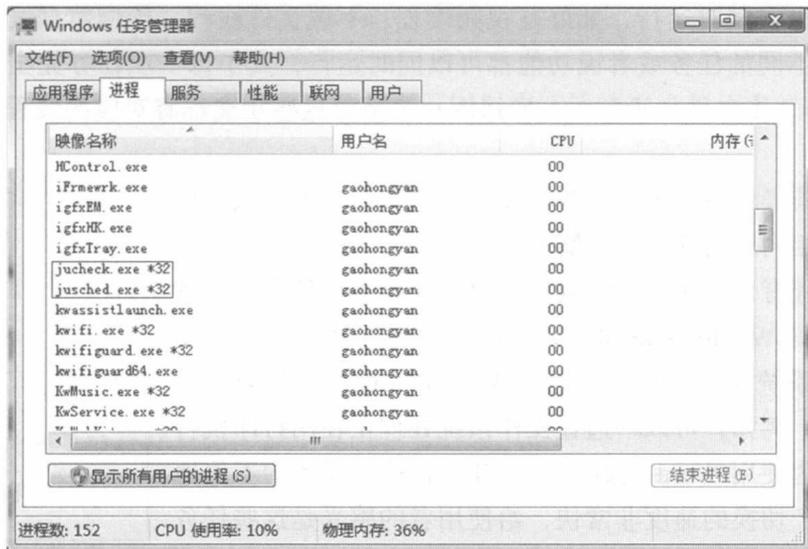 Windows 任务管理器
文件(F) 选项(O) 查看(V) 帮助(H)
应用程序 进程 服务 性能 联网 用户
映像名称 用户名 CPU 内存(
HControl.exe 00
iFrmewrk.exe gaohongyan 00
igfxEM.exe gaohongyan 00
igfxHK.exe gaohongyan 00
igfxTray.exe gaohongyan 00
jucheck.exe *32 gaohongyan 00
jusched.exe *32 gaohongyan 00
kwassistlaunch.exe gaohongyan 00
kwifi.exe *32 gaohongyan 00
kwifiguard.exe *32 gaohongyan 00
kwifiguard64.exe gaohongyan 00
KwMusic.exe *32 gaohongyan 00
KwService.exe *32 gaohongyan 00
显示所有用户的进程(S) 结束进程(E)
进程数: 152 CPU 使用率: 10% 物理内存: 36%